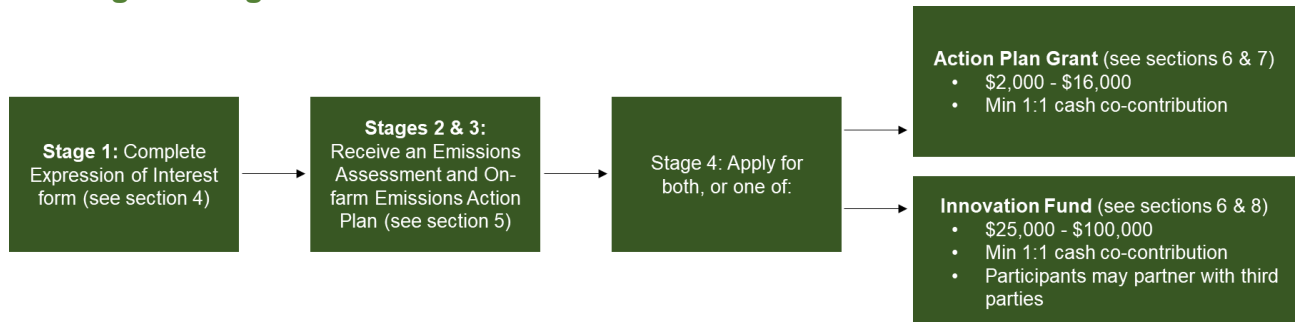 Stage 1: Complete
Expression of Interest
form (see section 4)
Stages 2 & 3:
Receive an Emissions
Assessment and On-
farm Emissions Action
Plan (see section 5)
Stage 4: Apply for
both, or one of:
Action Plan Grant (see sections 6 & 7)
• $2,000 - $16,000
• Min 1:1 cash co-contribution
Innovation Fund (see sections 6 & 8)
• $25,000 - $100,000
• Min 1:1 cash co-contribution
• Participants may partner with third
parties